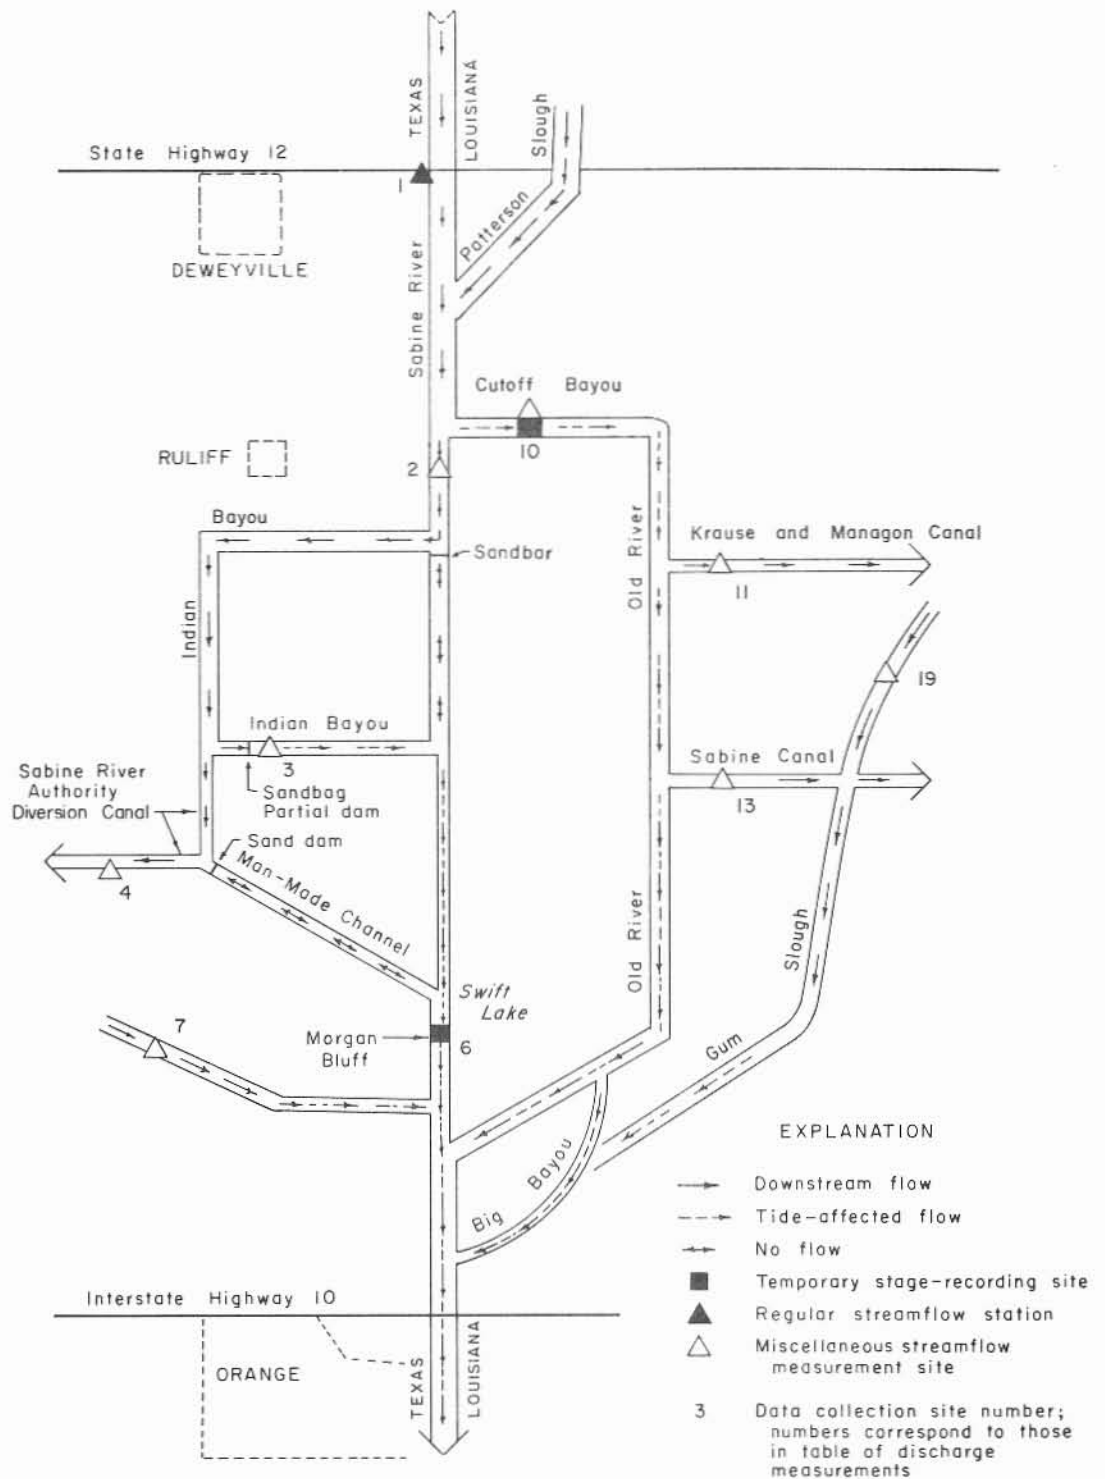 TEXAS
LOUISIANA
Slough
State Highway 12
1
Patterson
DEWEYVILLE
Sabine River
Cutoff Bayou
10
RULIFF
2
Bayou
Sandbar
Old River
Krause and Managon Canal
11
Indian
19
Indian Bayou
3
Sabine Canal
13
Sabine River
Authority
Diversion Canal
Sandbag
Partial dam
Sand dam
Man-Made Channel
4
Old River
Slough
Swift
Lake
7
Morgan
Bluff
6
Gum
Big Bayou
Interstate Highway 10
ORANGE
TEXAS
LOUISIANA
EXPLANATION
Downstream flow
Tide-affected flow
No flow
Temporary stage-recording site
Regular streamflow station
Miscellaneous streamflow
measurement site
3 Data collection site number;
numbers correspond to those
in table of discharge
measurements